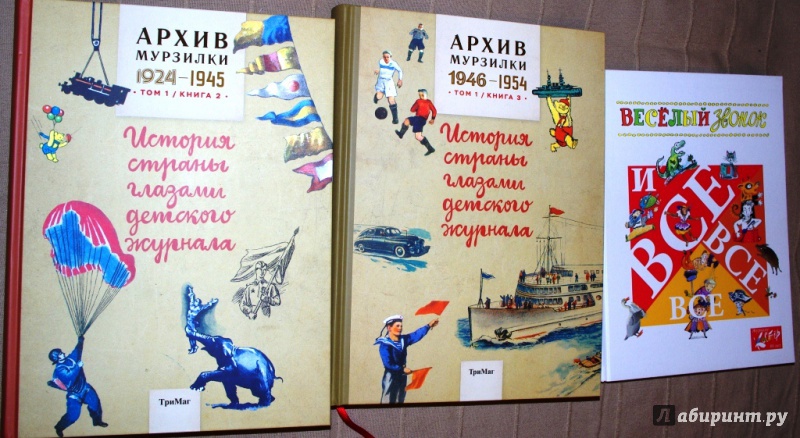 АРХИВ
МУРЗИЛКИ
1924–1945
• ТОМ 1 / КНИГА 2 •
История
страны
глазами
детского
журнала
ТриМаг
АРХИВ
МУРЗИЛКИ
1946–1954
• ТОМ 1 / КНИГА 3 •
История
страны
глазами
детского
журнала
ТриМаг
ВЕСЁЛЫЙ звонок
И
ВСЕ
ВСЕ
ВСЕ
Лабиринт.ру